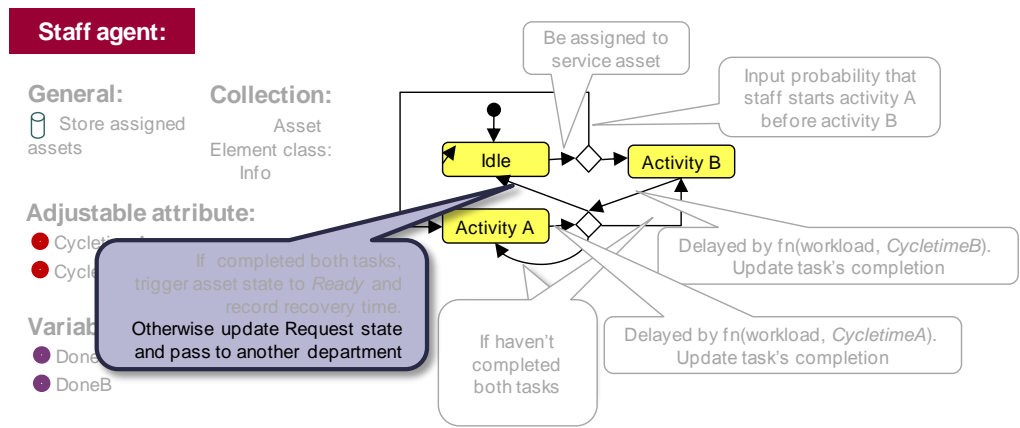 Staff agent:
General:
Store assigned
assets
Collection:
Asset
Element class:
Info
Be assigned to
service asset
Input probability that
staff starts activity A
before activity B
Idle
Activity B
Activity A
Adjustable attribute:
If completed both tasks,
trigger asset state to Ready and
record recovery time.
Otherwise update Request state
and pass to another department
Delayed by fn(workload, CycletimeB).
Update task's completion
Delayed by fn(workload, CycletimeA).
Update task's completion
If haven't
completed
both tasks
DoneB